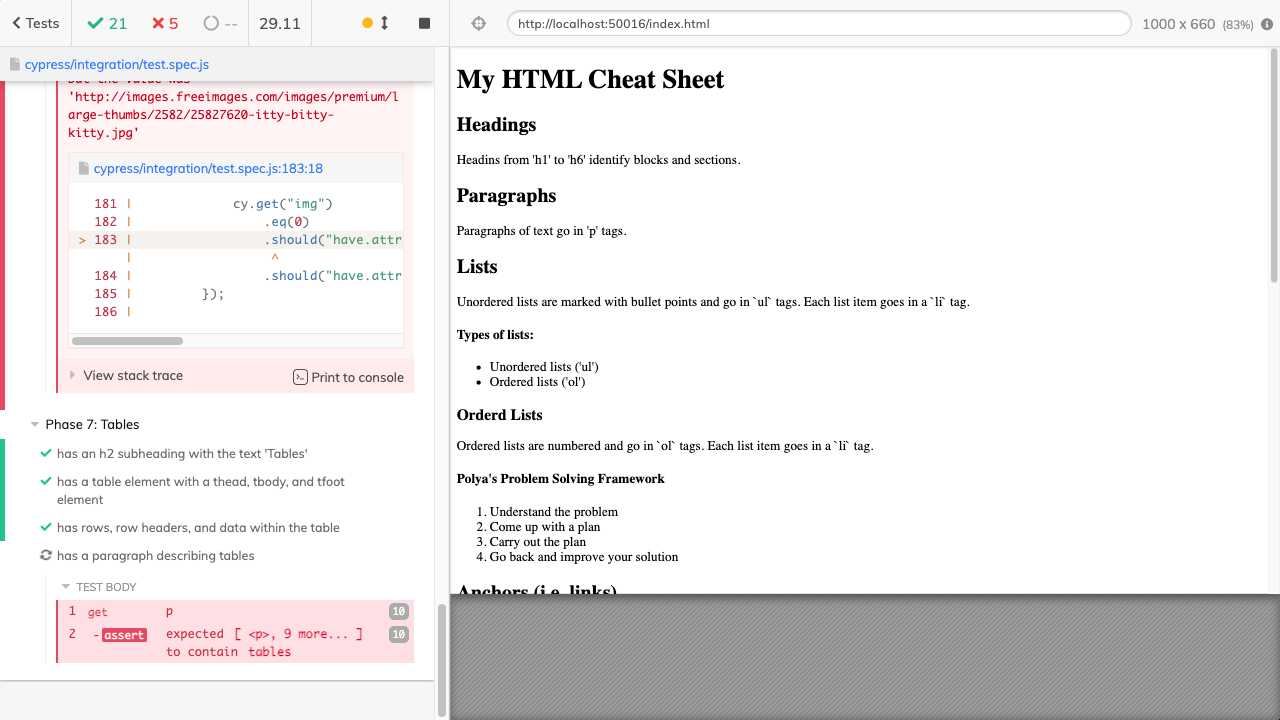 Tests
21
5
--
29.11
http://localhost:50016/index.html
1000 x 660 (83%)
cypress/integration/test.spec.js
but the value was
'http://images.freeimages.com/images/premium/l
arge-thumbs/2582/25827620-itty-bitty-
kitty.jpg'
cypress/integration/test.spec.js:183:18
181 | cy.get("img")
182 | .eq(0)
> 183 | .should("have.attr
| ^
184 | .should("have.attr
185 | });
186 |
View stack trace
Print to console
Phase 7: Tables
has an h2 subheading with the text 'Tables'
has a table element with a thead, tbody, and tfoot
element
has rows, row headers, and data within the table
has a paragraph describing tables
TEST BODY
1 get p 10
2 -assert expected [ <p>, 9 more... ] 10
to contain tables
My HTML Cheat Sheet
Headings
Headins from 'h1' to 'h6' identify blocks and sections.
Paragraphs
Paragraphs of text go in 'p' tags.
Lists
Unordered lists are marked with bullet points and go in `ul` tags. Each list item goes in a `li` tag.
Types of lists:
• Unordered lists ('ul')
• Ordered lists ('ol')
Orderd Lists
Ordered lists are numbered and go in `ol` tags. Each list item goes in a `li` tag.
Polya's Problem Solving Framework
1. Understand the problem
2. Come up with a plan
3. Carry out the plan
4. Go back and improve your solution
Anchors (i.e. links)